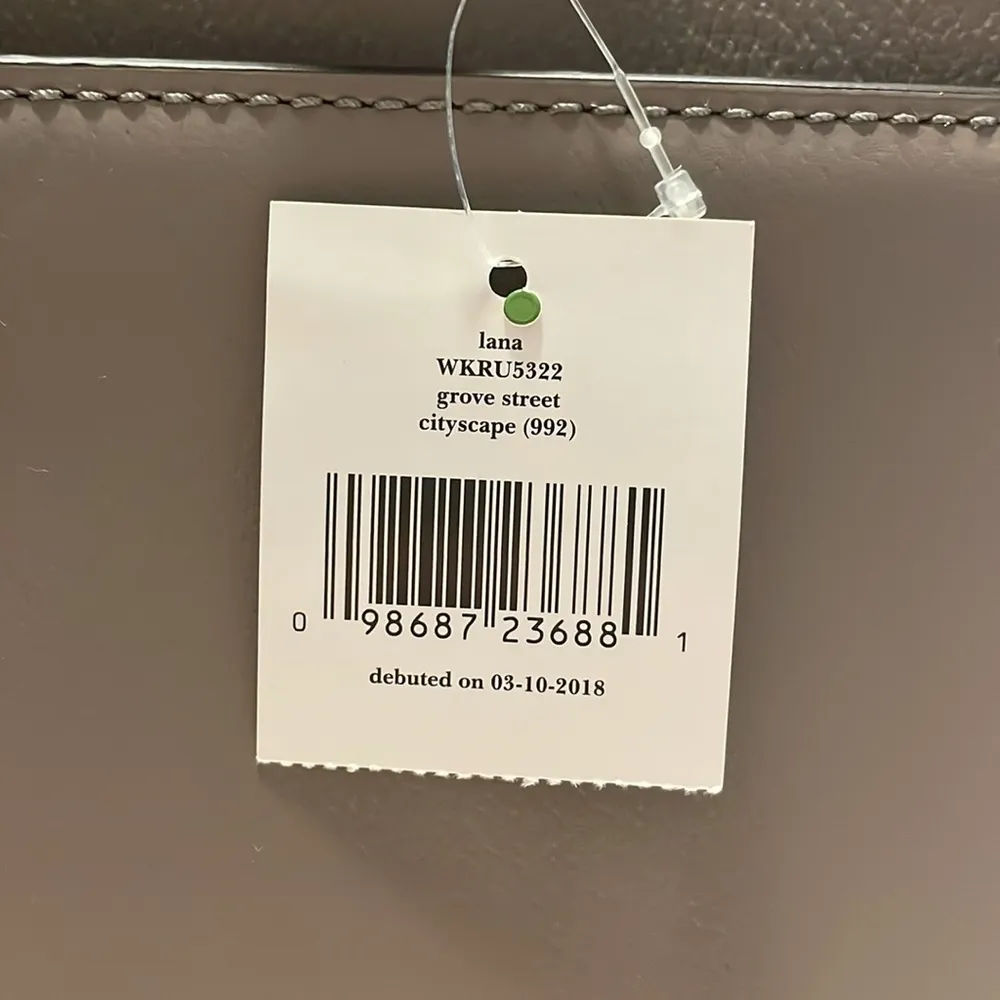 lana
WKRU5322
grove street
cityscape (992)
0 98687 23688 1
debuted on 03-10-2018